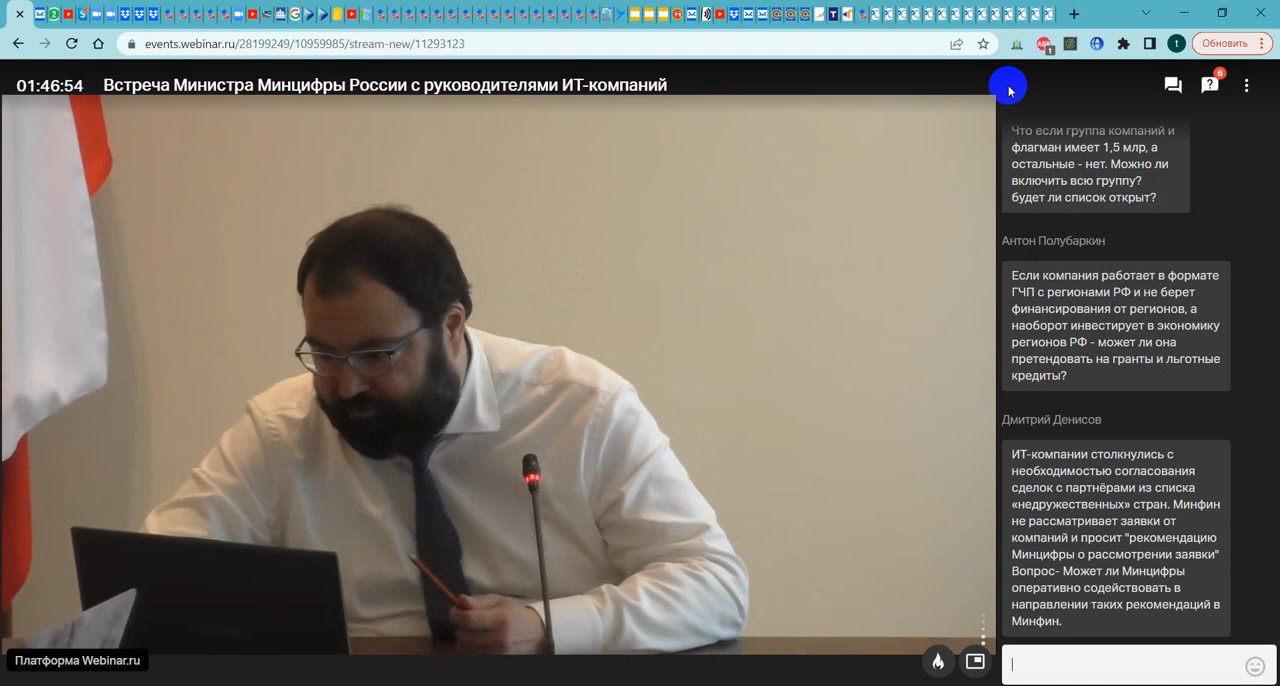 events.webinar.ru/28199249/10959985/stream-new/11293123
1
t
Обновить
01:46:54
Встреча Министра Минцифры России с руководителями ИТ-компаний
6
Что если группа компаний и
флагман имеет 1,5 млр, а
остальные - нет. Можно ли
включить всю группу?
будет ли список открыт?
Антон Полубаркин
Если компания работает в формате
ГЧП с регионами РФ и не берет
финансирования от регионов, а
наоборот инвестирует в экономику
регионов РФ - может ли она
претендовать на гранты и льготные
кредиты?
Дмитрий Денисов
ИТ-компании столкнулись с
необходимостью согласования
сделок с партнёрами из списка
«недружественных» стран. Минфин
не рассматривает заявки от
компаний и просит "рекомендацию
Минцифры о рассмотрении заявки"
Вопрос- Может ли Минцифры
оперативно содействовать в
направлении таких рекомендаций в
Минфин.
Платформа Webinar.ru